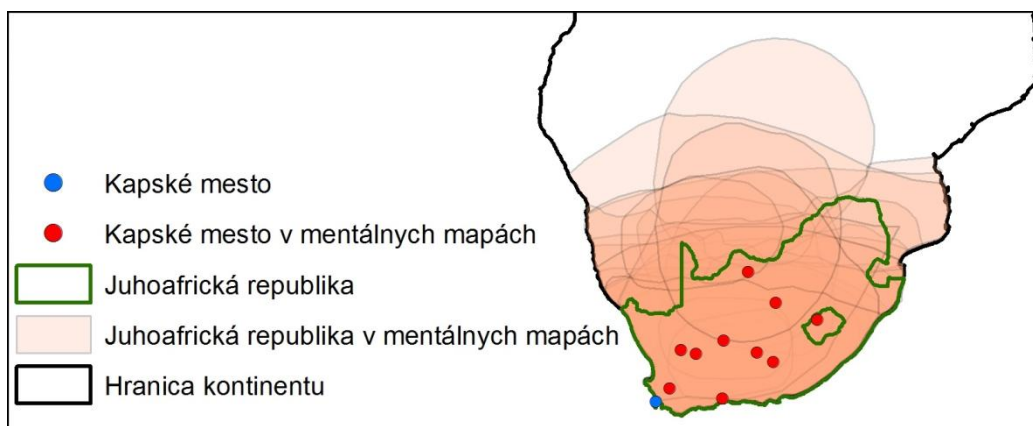 Kapské mesto
Kapské mesto v mentálnych mapách
Juhoafrická republika
Juhoafrická republika v mentálnych mapách
Hranica kontinentu